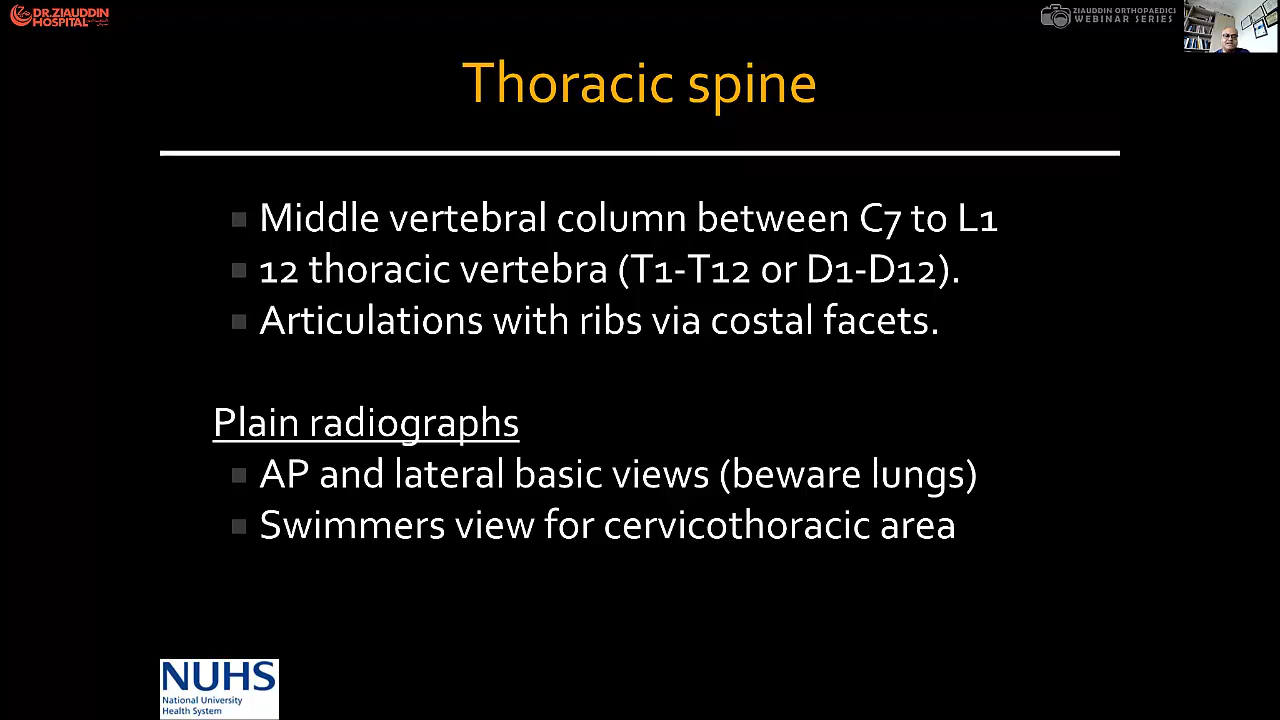 DR.ZIAUDDIN
HOSPITAL
ZIAUDDIN ORTHOPAEDICS
WEBINAR SERIES
Thoracic spine
Middle vertebral column between C7 to L1
12 thoracic vertebra (T1-T12 or D1-D12).
Articulations with ribs via costal facets.
Plain radiographs
AP and lateral basic views (beware lungs)
Swimmers view for cervicothoracic area
NUHS
National University
Health System